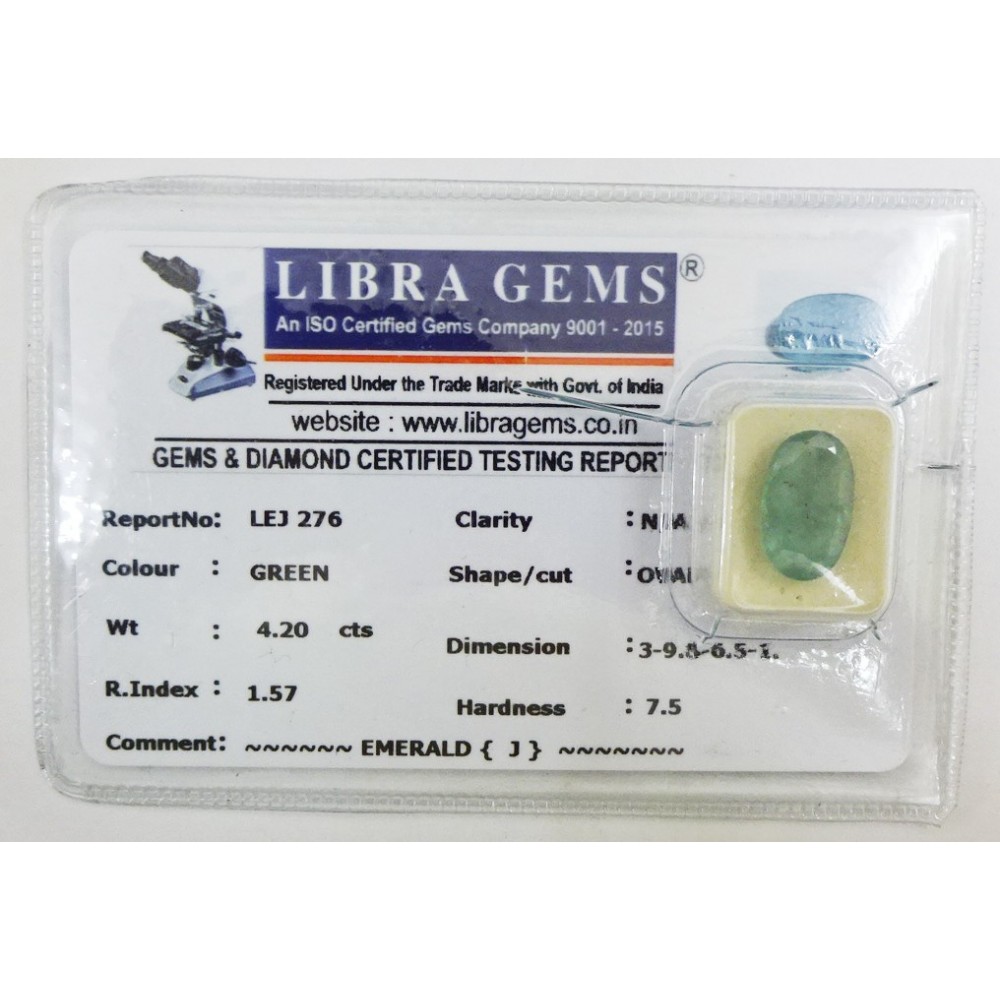 LIBRA GEMS ®
An ISO Certified Gems Company 9001 - 2015
Registered Under the Trade Marks with Govt. of India
website : www.libragems.co.in
GEMS & DIAMOND CERTIFIED TESTING REPORT
ReportNo: LEJ 276 Clarity : N/A
Colour : GREEN Shape/cut : OVAL
Wt : 4.20 cts Dimension :
R.Index : 1.57 Hardness : 7.5
Comment: ~~~~~~ EMERALD { J } ~~~~~~~